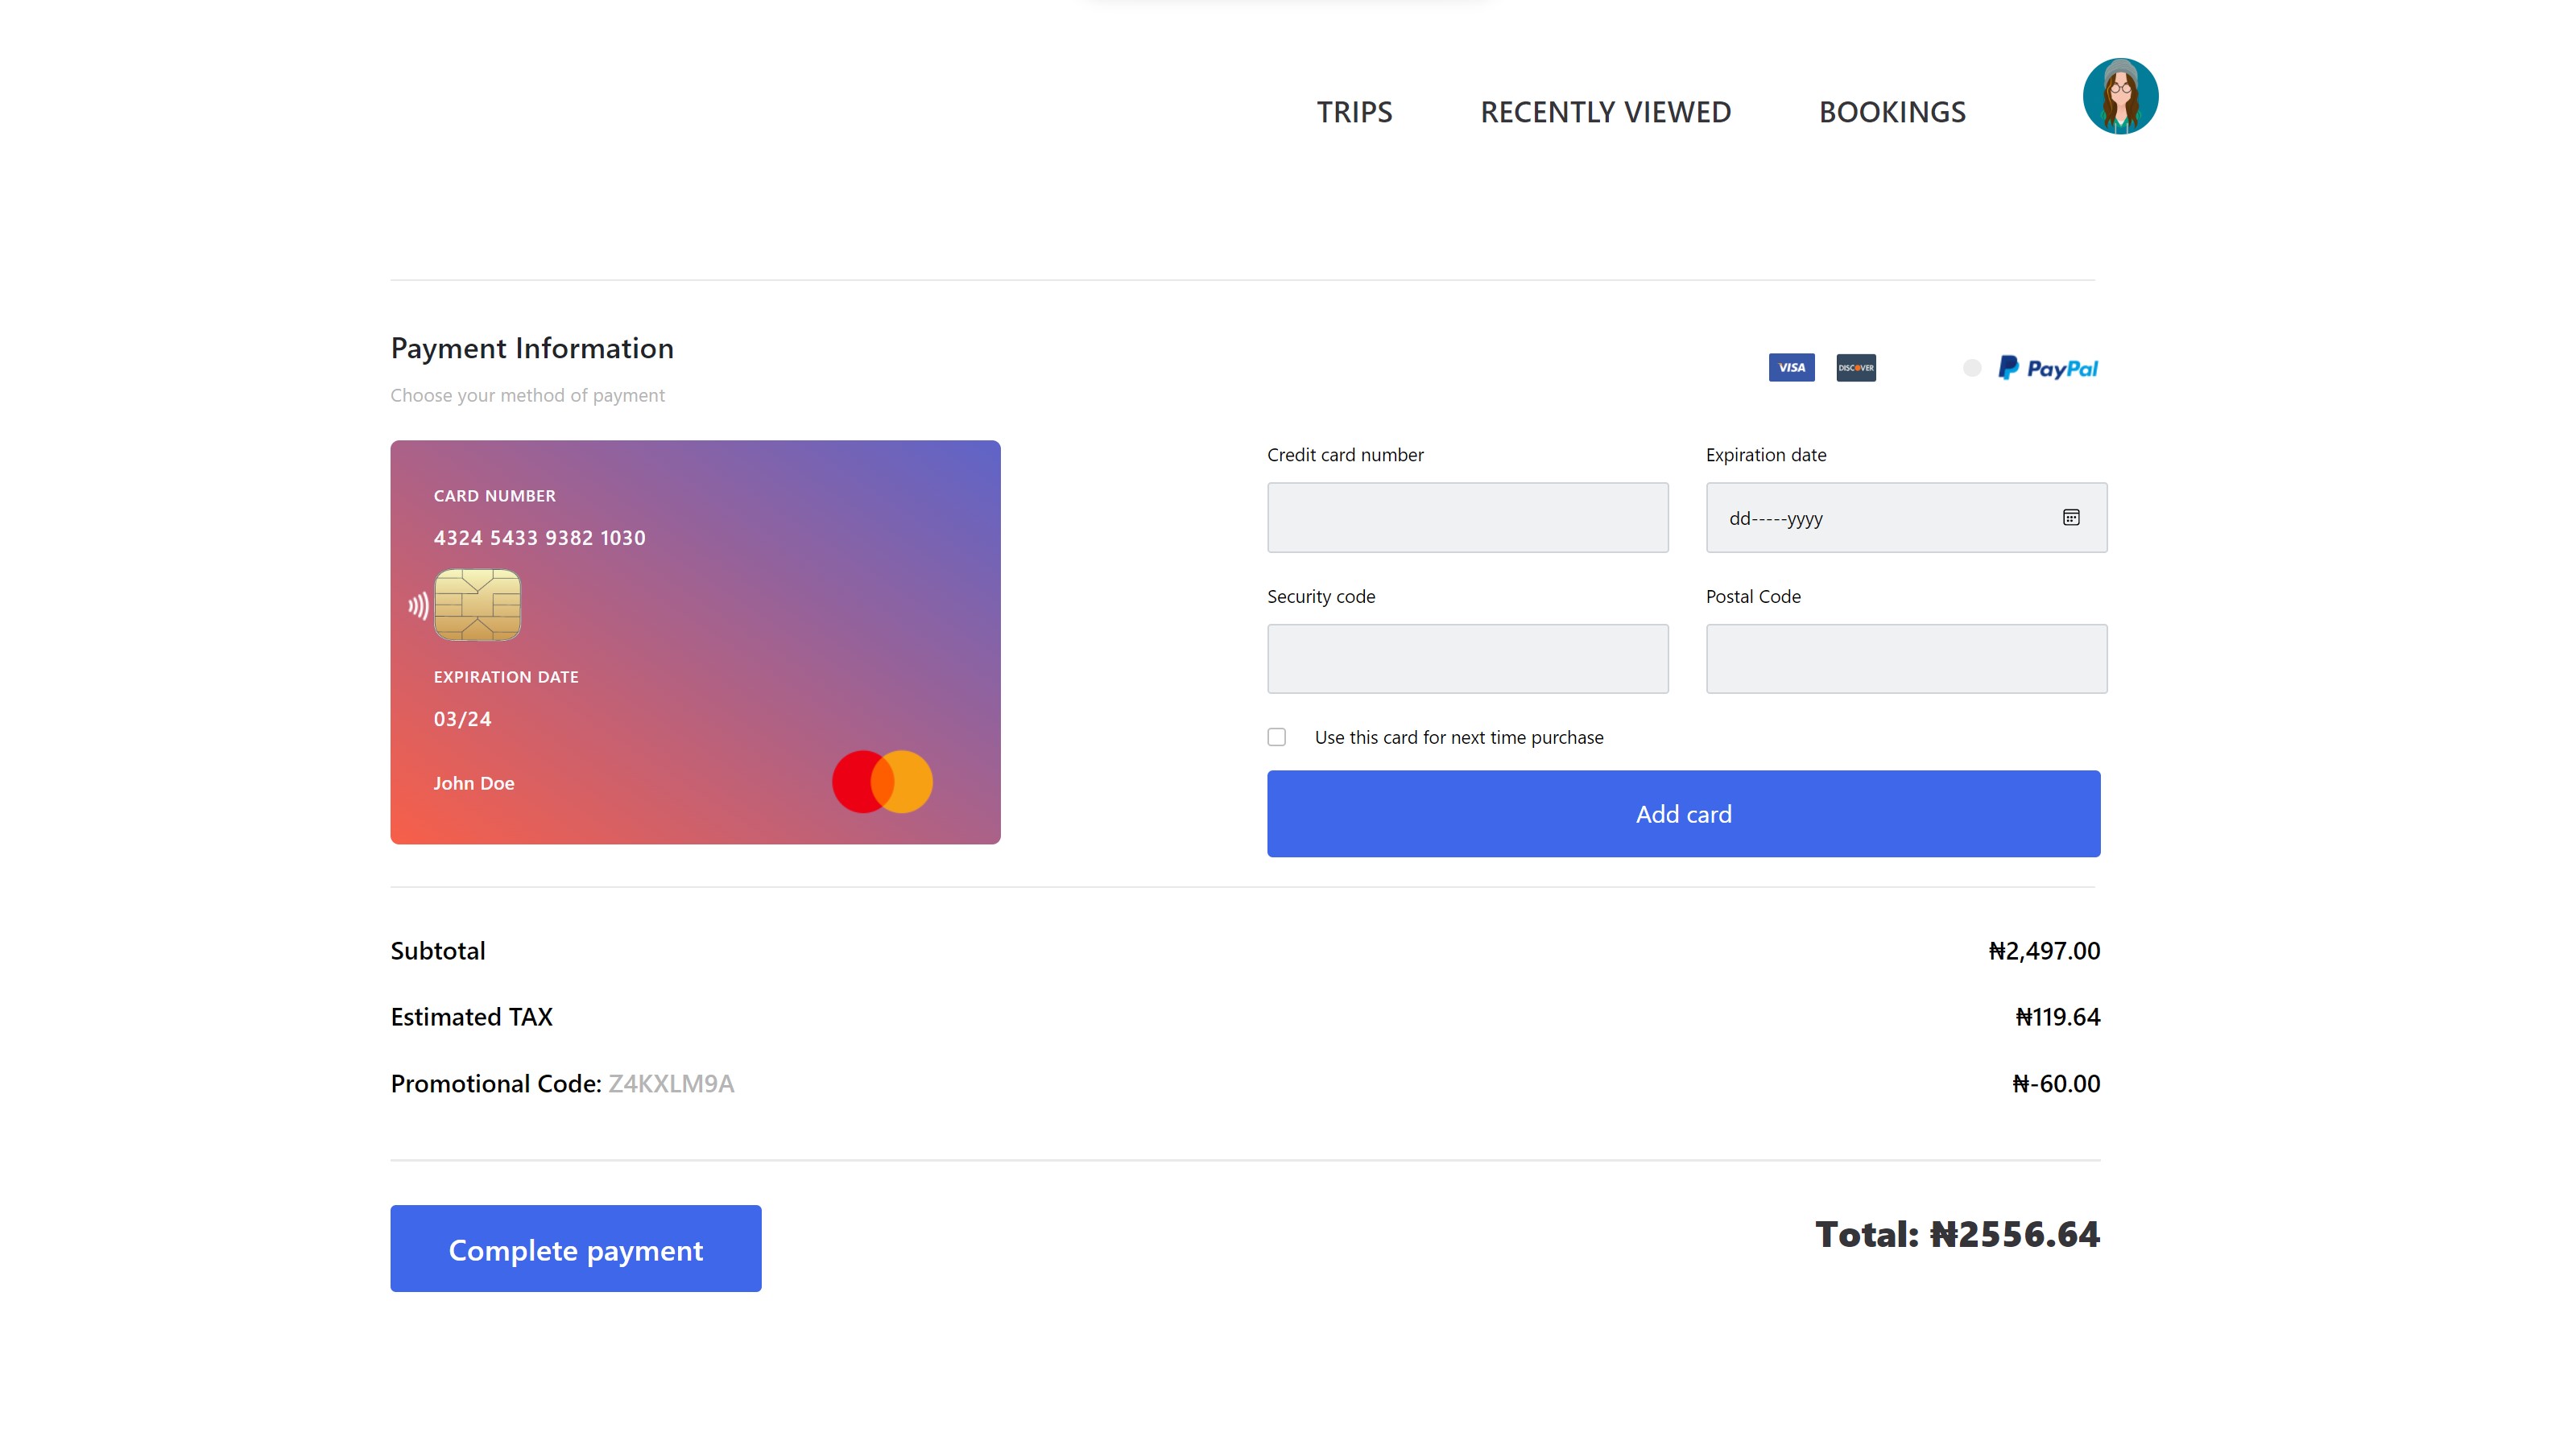 TRIPS RECENTLY VIEWED BOOKINGS
Payment Information
Choose your method of payment
VISA DISCOVER PayPal
CARD NUMBER
4324 5433 9382 1030
EXPIRATION DATE
03/24
John Doe
Credit card number Expiration date
dd-----yyyy
Security code Postal Code
Use this card for next time purchase
Add card
Subtotal ₦2,497.00
Estimated TAX ₦119.64
Promotional Code: Z4KXLM9A ₦-60.00
Complete payment Total: ₦2556.64